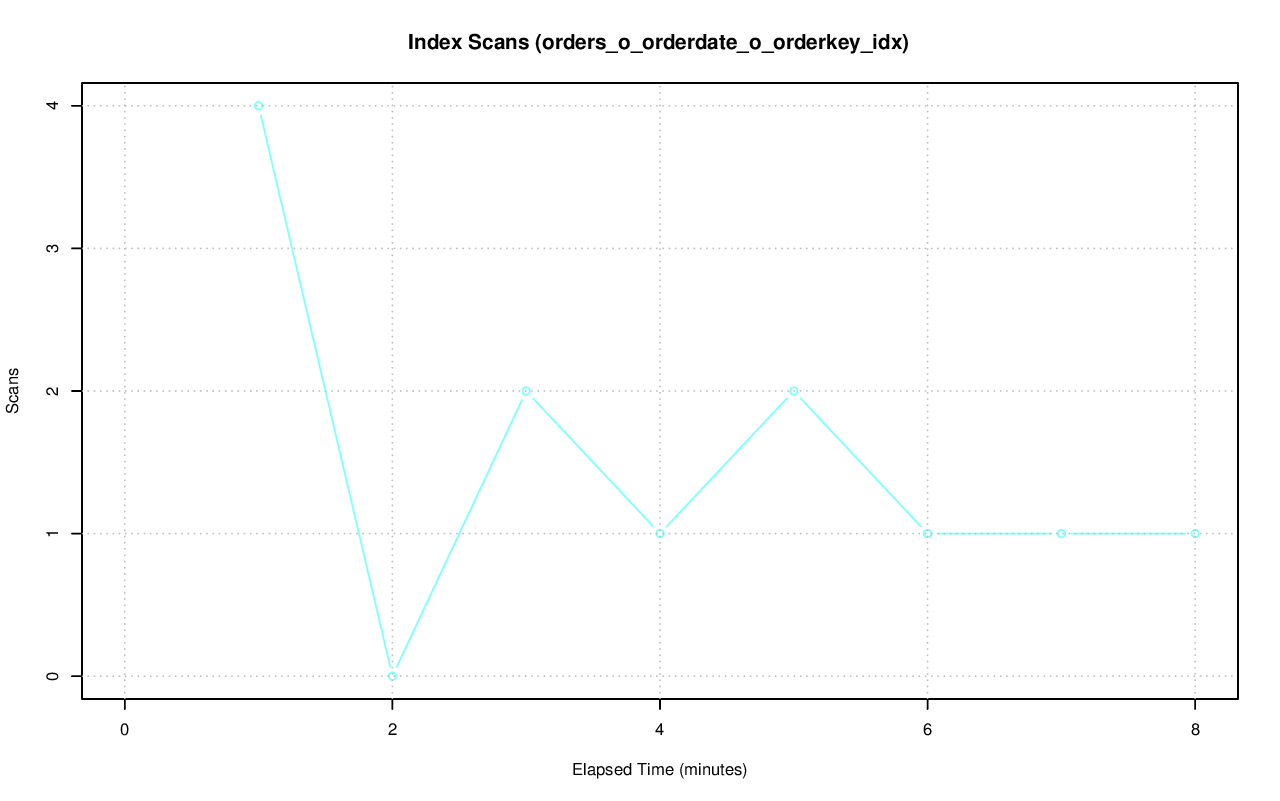 Index Scans (orders_o_orderdate_o_orderkey_idx)
4
3
2
1
0
Scans
0 2 4 6 8
Elapsed Time (minutes)